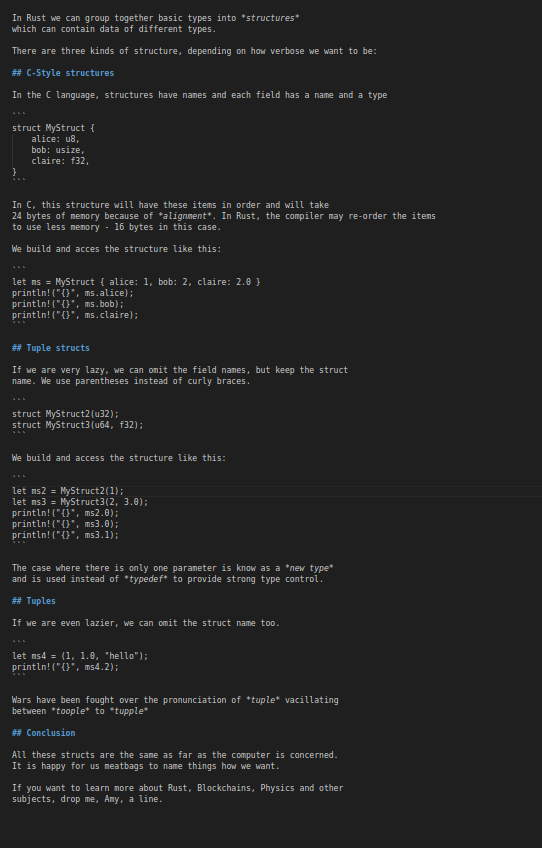 In Rust we can group together basic types into *structures*
which can contain data of different types.
There are three kinds of structure, depending on how verbose we want to be:
## C-Style structures
In the C language, structures have names and each field has a name and a type
```
struct MyStruct {
    alice: u8,
    bob: usize,
    claire: f32,
}
```
In C, this structure will have these items in order and will take
24 bytes of memory because of *alignment*. In Rust, the compiler may re-order the items
to use less memory - 16 bytes in this case.
We build and acces the structure like this:
```
let ms = MyStruct { alice: 1, bob: 2, claire: 2.0 }
println!("{}", ms.alice);
println!("{}", ms.bob);
println!("{}", ms.claire);
```
## Tuple structs
If we are very lazy, we can omit the field names, but keep the struct
name. We use parentheses instead of curly braces.
```
struct MyStruct2(u32);
struct MyStruct3(u64, f32);
```
We build and access the structure like this:
```
let ms2 = MyStruct2(1);
let ms3 = MyStruct3(2, 3.0);
println!("{}", ms2.0);
println!("{}", ms3.0);
println!("{}", ms3.1);
```
The case where there is only one parameter is know as a *new type*
and is used instead of *typedef* to provide strong type control.
## Tuples
If we are even lazier, we can omit the struct name too.
```
let ms4 = (1, 1.0, "hello");
println!("{}", ms4.2);
```
Wars have been fought over the pronunciation of *tuple* vacillating
between *toople* to *tupple*
## Conclusion
All these structs are the same as far as the computer is concerned.
It is happy for us meatbags to name things how we want.
If you want to learn more about Rust, Blockchains, Physics and other
subjects, drop me, Amy, a line.